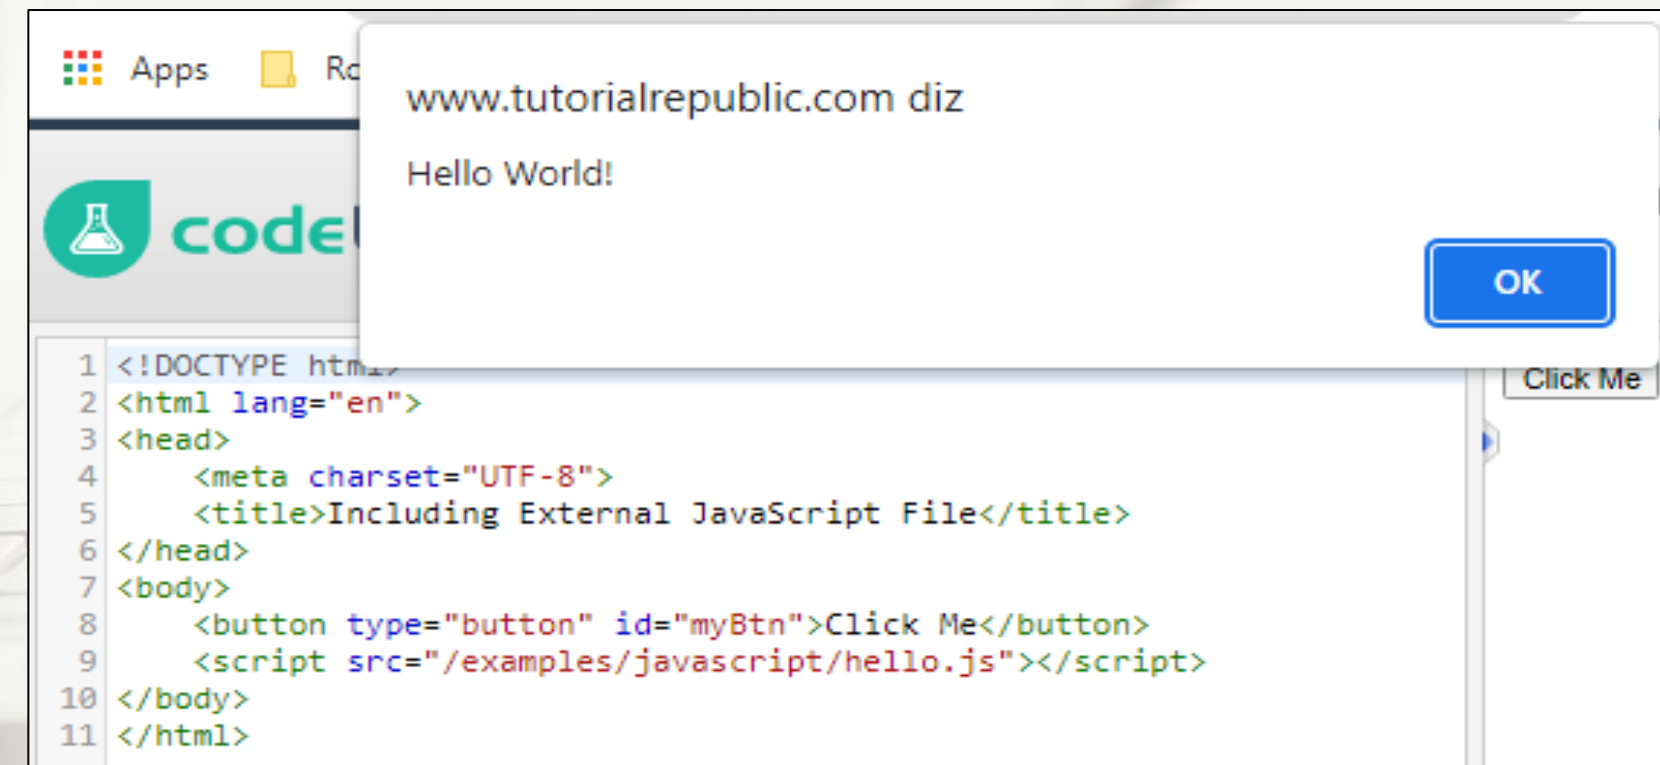 Apps
www.tutorialrepublic.com diz
Hello World!
OK
code
Click Me
1 <!DOCTYPE html>
2 <html lang="en">
3 <head>
4     <meta charset="UTF-8">
5     <title>Including External JavaScript File</title>
6 </head>
7 <body>
8     <button type="button" id="myBtn">Click Me</button>
9     <script src="/examples/javascript/hello.js"></script>
10 </body>
11 </html>